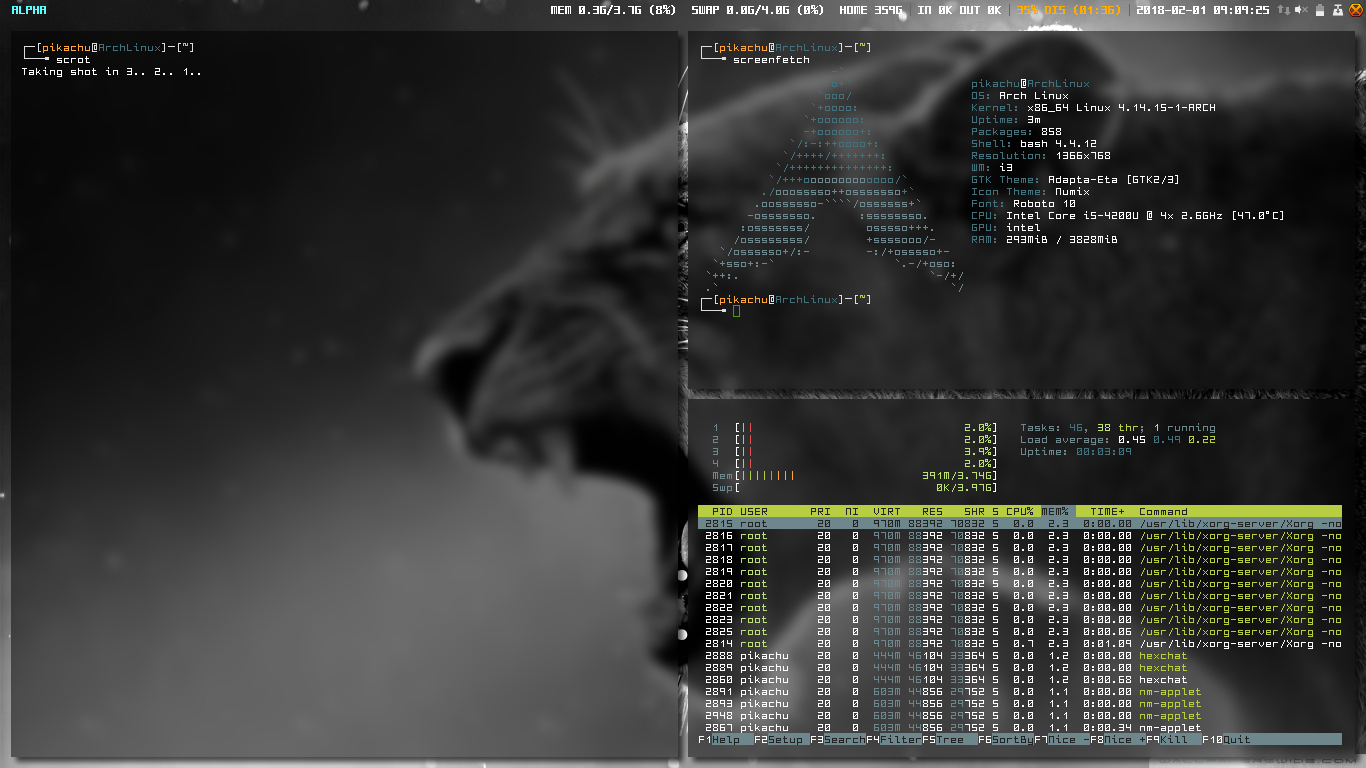 ALPHA MEM 0.3G/3.7G (8%) SWAP 0.0G/4.0G (0%) HOME 359G | IN 0K OUT 0K | 35% DIS (01:36) | 2018-02-01 09:09:25
┌─[pikachu@ArchLinux]─[~]
└──╼ scrot
Taking shot in 3.. 2.. 1..
┌─[pikachu@ArchLinux]─[~]
└──╼ screenfetch
pikachu@ArchLinux
OS: Arch Linux
Kernel: x86_64 Linux 4.14.15-1-ARCH
Uptime: 3m
Packages: 858
Shell: bash 4.4.12
Resolution: 1366x768
WM: i3
GTK Theme: Adapta-Eta [GTK2/3]
Icon Theme: Numix
Font: Roboto 10
CPU: Intel Core i5-4200U @ 4x 2.6GHz [47.0°C]
GPU: intel
RAM: 293MiB / 3828MiB
┌─[pikachu@ArchLinux]─[~]
└──╼
1 [|| 2.0%] Tasks: 46, 38 thr; 1 running
2 [|| 2.0%] Load average: 0.45 0.49 0.22
3 [|| 3.9%] Uptime: 00:03:09
4 [|| 2.0%]
Mem[|||||||| 391M/3.74G]
Swp[ 0K/3.97G]
PID USER PRI NI VIRT RES SHR S CPU% MEM% TIME+ Command
2815 root 20 0 970M 88392 70832 S 0.0 2.3 0:00.00 /usr/lib/xorg-server/Xorg -no
2816 root 20 0 970M 88392 70832 S 0.0 2.3 0:00.00 /usr/lib/xorg-server/Xorg -no
2817 root 20 0 970M 88392 70832 S 0.0 2.3 0:00.00 /usr/lib/xorg-server/Xorg -no
2818 root 20 0 970M 88392 70832 S 0.0 2.3 0:00.00 /usr/lib/xorg-server/Xorg -no
2819 root 20 0 970M 88392 70832 S 0.0 2.3 0:00.00 /usr/lib/xorg-server/Xorg -no
2820 root 20 0 970M 88392 70832 S 0.0 2.3 0:00.00 /usr/lib/xorg-server/Xorg -no
2821 root 20 0 970M 88392 70832 S 0.0 2.3 0:00.00 /usr/lib/xorg-server/Xorg -no
2822 root 20 0 970M 88392 70832 S 0.0 2.3 0:00.00 /usr/lib/xorg-server/Xorg -no
2823 root 20 0 970M 88392 70832 S 0.0 2.3 0:00.00 /usr/lib/xorg-server/Xorg -no
2825 root 20 0 970M 88392 70832 S 0.0 2.3 0:00.06 /usr/lib/xorg-server/Xorg -no
2814 root 20 0 970M 88392 70832 S 0.7 2.3 0:01.09 /usr/lib/xorg-server/Xorg -no
2888 pikachu 20 0 444M 46104 33364 S 0.0 1.2 0:00.00 hexchat
2889 pikachu 20 0 444M 46104 33364 S 0.0 1.2 0:00.00 hexchat
2860 pikachu 20 0 444M 46104 33364 S 0.0 1.2 0:00.68 hexchat
2891 pikachu 20 0 603M 44856 29752 S 0.0 1.1 0:00.00 nm-applet
2893 pikachu 20 0 603M 44856 29752 S 0.0 1.1 0:00.00 nm-applet
2948 pikachu 20 0 603M 44856 29752 S 0.0 1.1 0:00.00 nm-applet
2867 pikachu 20 0 603M 44856 29752 S 0.0 1.1 0:00.34 nm-applet
F1Help F2Setup F3SearchF4FilterF5Tree F6SortByF7Nice -F8Nice +F9Kill F10Quit